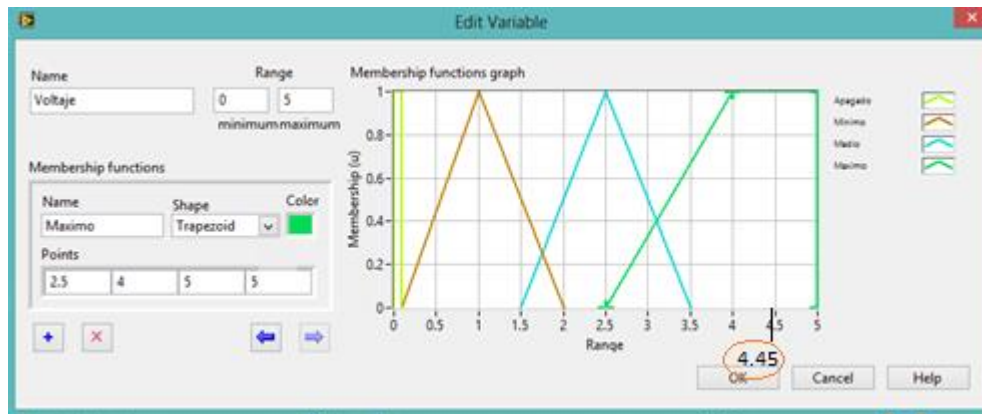 Edit Variable
Name
Range
Voltaje
0
5
minimum maximum
Membership functions
Name
Shape
Color
Maximo
Trapezoid
Points
2.5
4
5
5
Membership functions graph
1
0.8
0.6
0.4
0.2
0
Membership (u)
0 0.5 1 1.5 2 2.5 3 3.5 4 4.5 5
Range
Apagado
Minimo
Medio
Maximo
4.45
OK
Cancel
Help